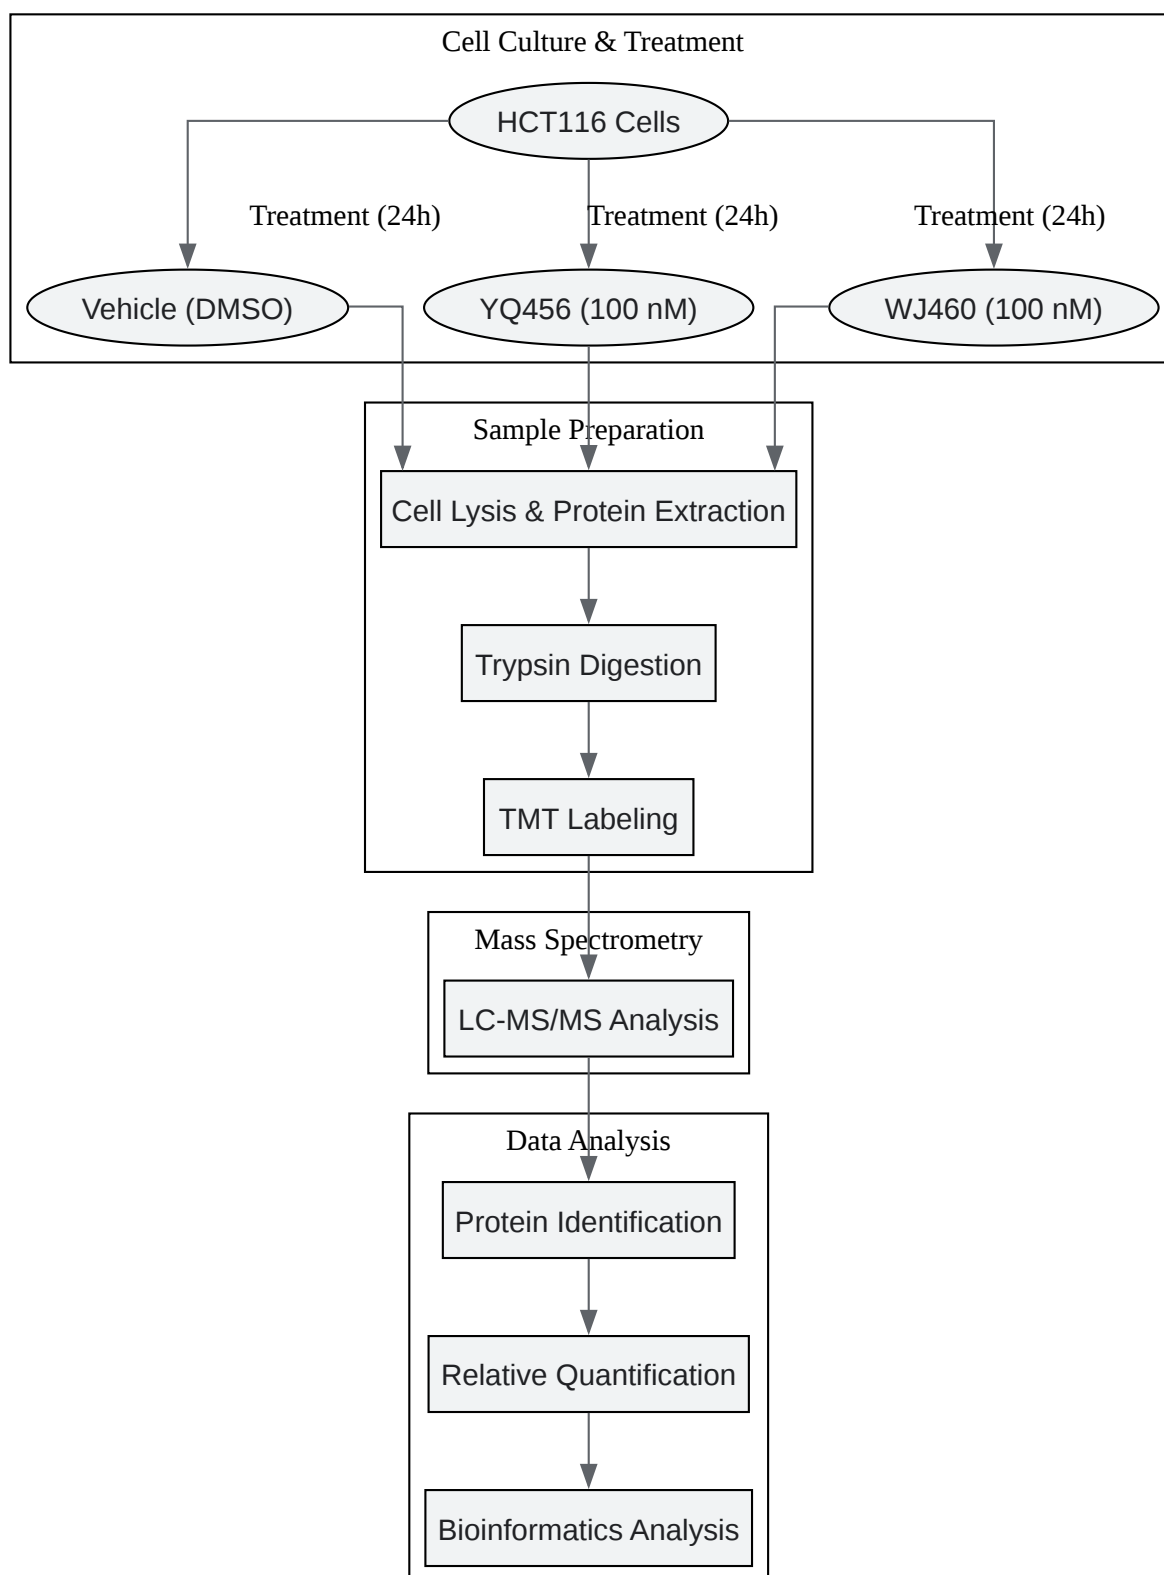 Cell Culture & Treatment
HCT116 Cells
Treatment (24h)
Treatment (24h)
Treatment (24h)
Vehicle (DMSO)
YQ456 (100 nM)
WJ460 (100 nM)
Sample Preparation
Cell Lysis & Protein Extraction
Trypsin Digestion
TMT Labeling
Mass Spectrometry
LC-MS/MS Analysis
Data Analysis
Protein Identification
Relative Quantification
Bioinformatics Analysis